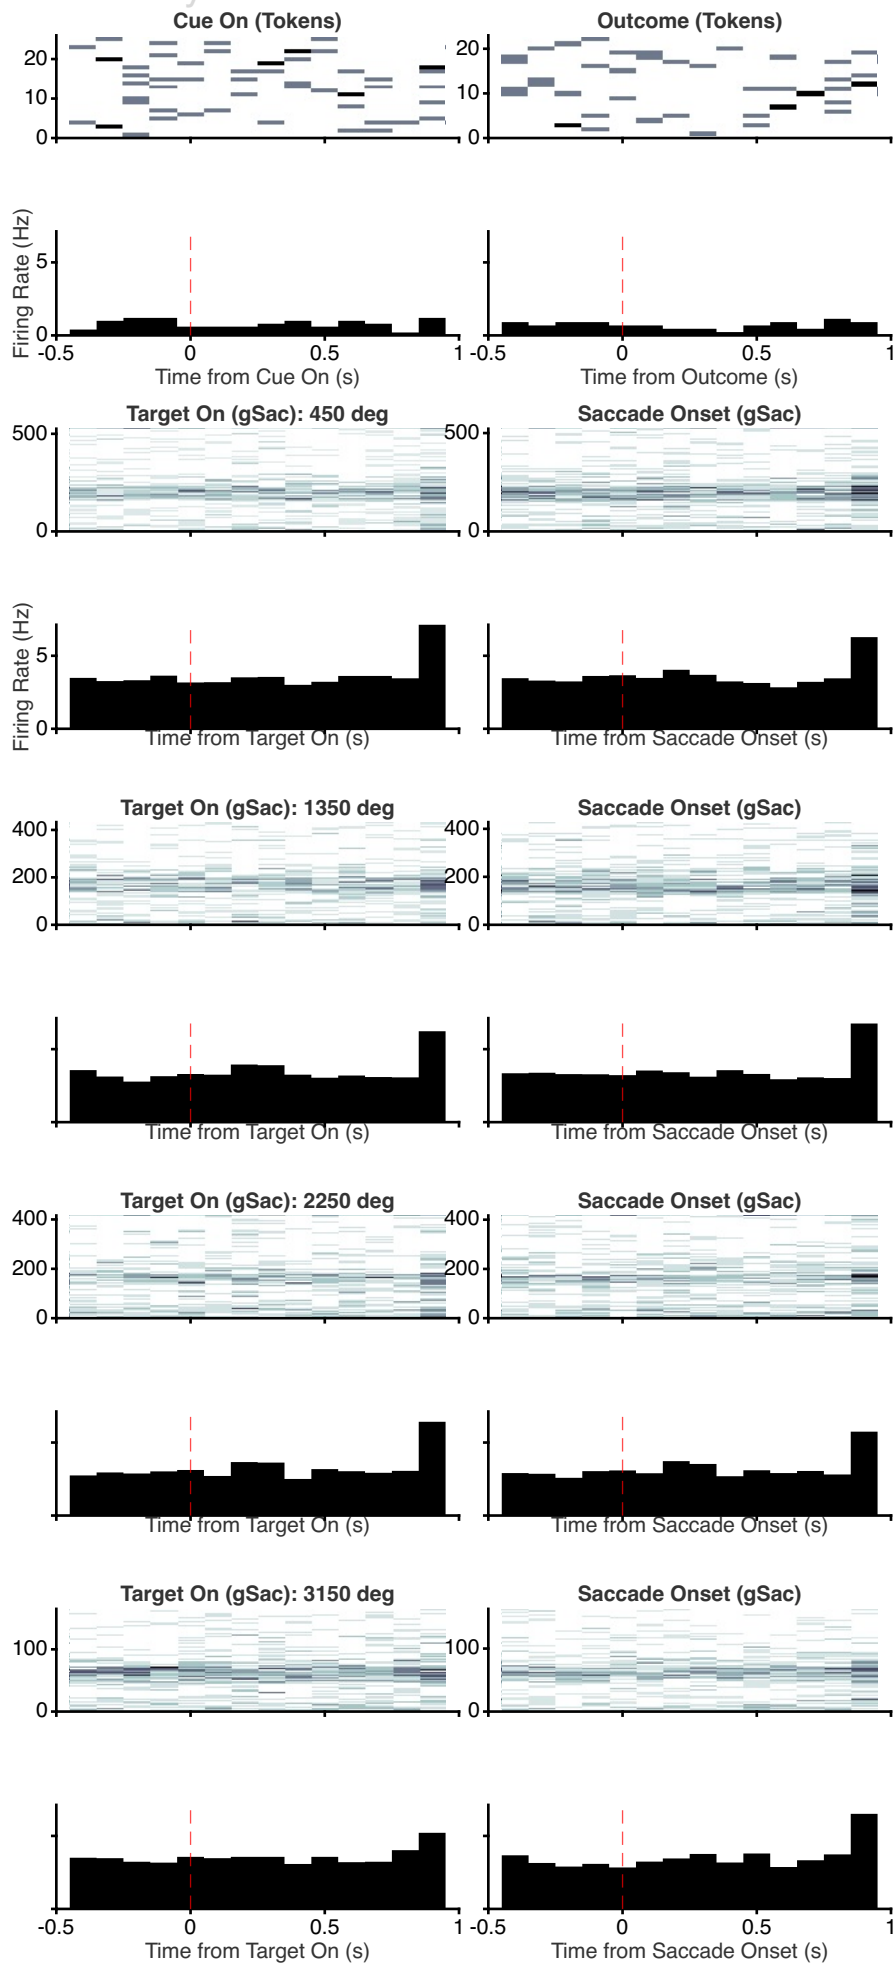 Cue On (Tokens) Outcome (Tokens)
20 20
10 10
0 0
Firing Rate (Hz)
5
0
-0.5 0 0.5 1 -0.5 0 0.5 1
Time from Cue On (s) Time from Outcome (s)
Target On (gSac): 450 deg Saccade Onset (gSac)
500 500
0 0
Firing Rate (Hz)
5
0
Time from Target On (s) Time from Saccade Onset (s)
Target On (gSac): 1350 deg Saccade Onset (gSac)
400 400
200 200
0 0
Time from Target On (s) Time from Saccade Onset (s)
Target On (gSac): 2250 deg Saccade Onset (gSac)
400 400
200 200
0 0
Time from Target On (s) Time from Saccade Onset (s)
Target On (gSac): 3150 deg Saccade Onset (gSac)
100 100
0 0
-0.5 0 0.5 1 -0.5 0 0.5 1
Time from Target On (s) Time from Saccade Onset (s)